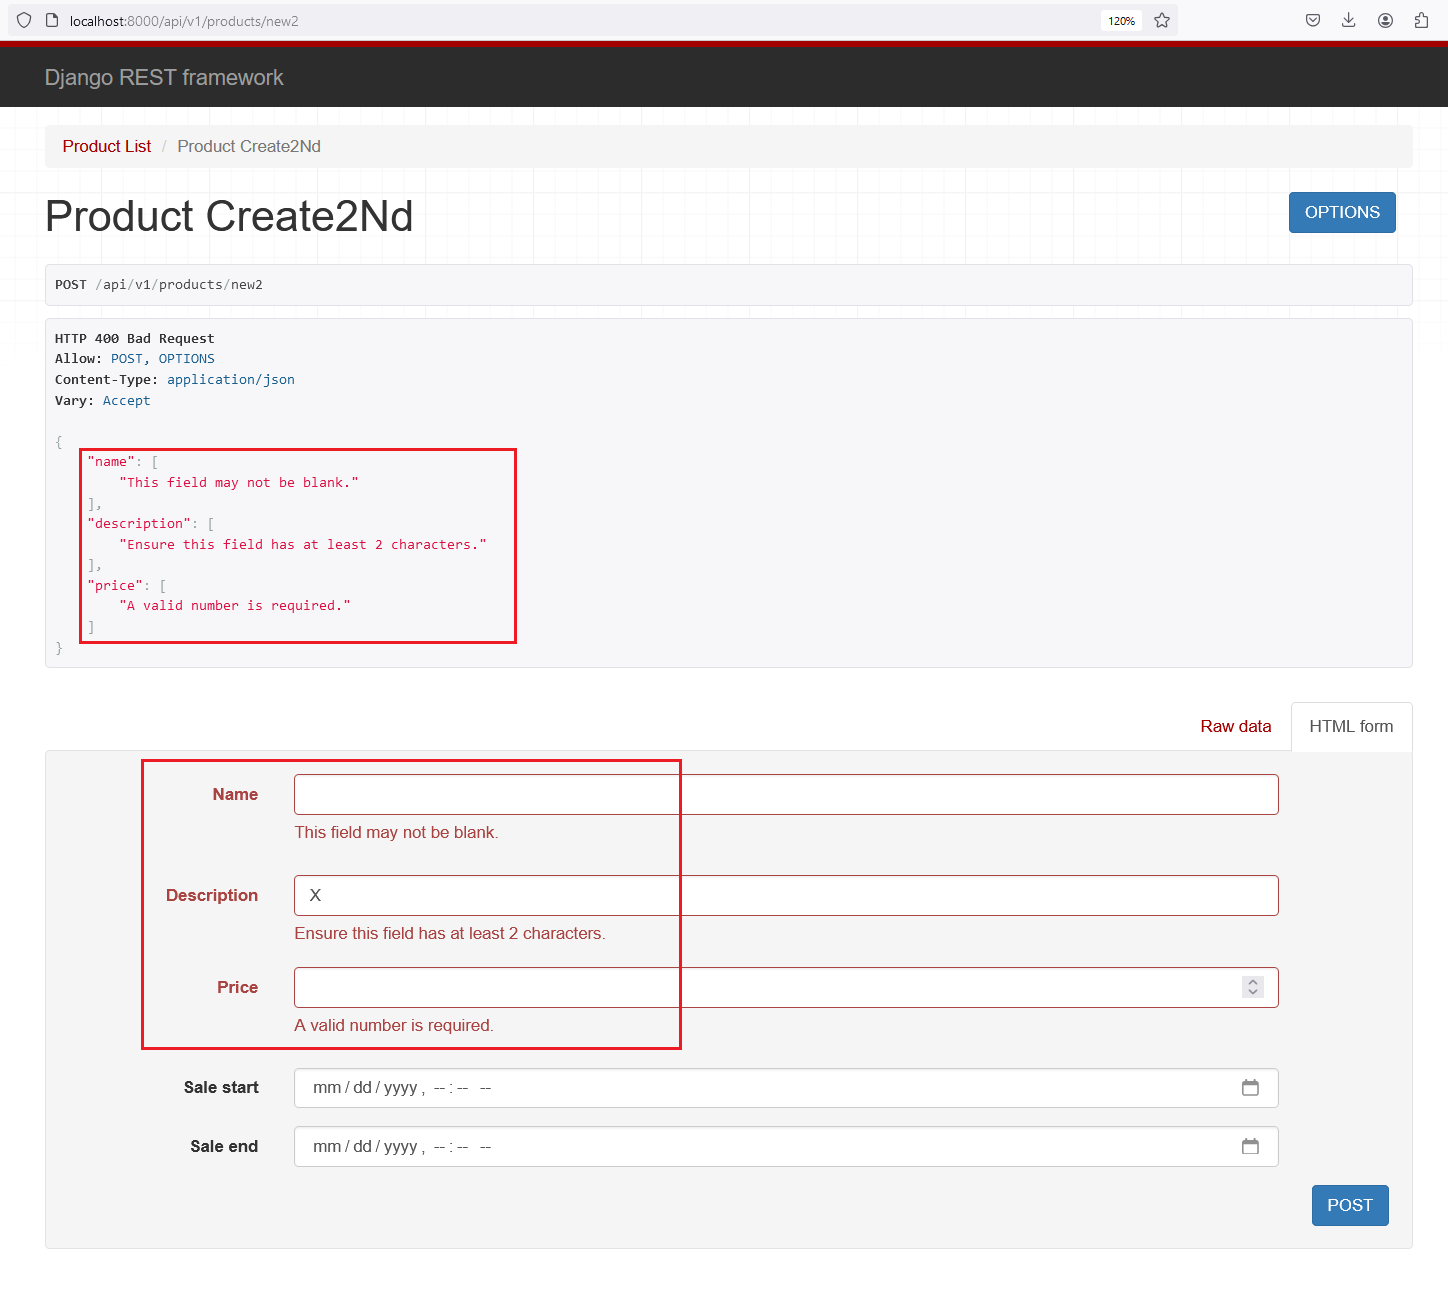 localhost:8000/api/v1/products/new2
120%
Django REST framework
Product List / Product Create2Nd
Product Create2Nd
OPTIONS
POST /api/v1/products/new2
HTTP 400 Bad Request
Allow: POST, OPTIONS
Content-Type: application/json
Vary: Accept
{
"name": [
"This field may not be blank."
],
"description": [
"Ensure this field has at least 2 characters."
],
"price": [
"A valid number is required."
]
}
Raw data
HTML form
Name
This field may not be blank.
Description X
Ensure this field has at least 2 characters.
Price
A valid number is required.
Sale start mm / dd / yyyy , -- : -- --
Sale end mm / dd / yyyy , -- : -- --
POST